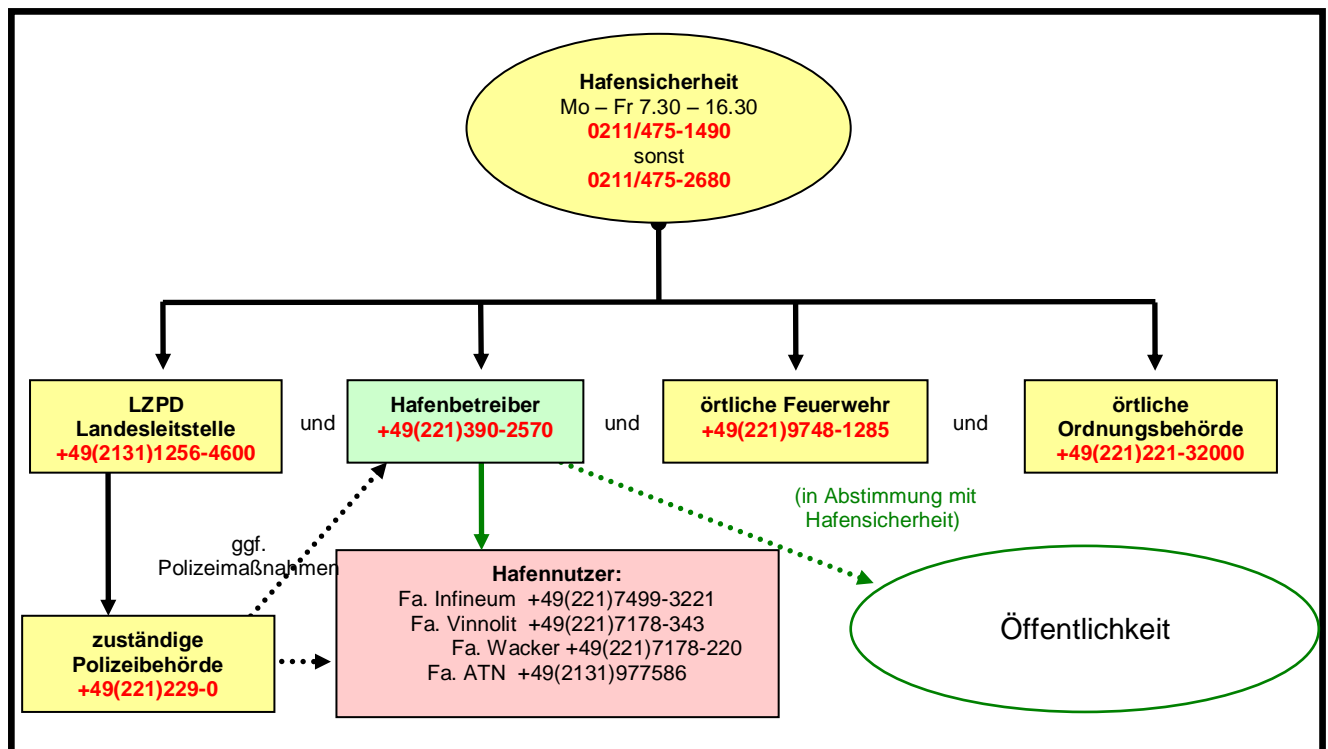 Hafensicherheit
Mo – Fr 7.30 – 16.30
0211/475-1490
sonst
0211/475-2680
LZPD
Landesleitstelle
+49(2131)1256-4600
und
Hafenbetreiber
+49(221)390-2570
und
örtliche Feuerwehr
+49(221)9748-1285
und
örtliche
Ordnungsbehörde
+49(221)221-32000
(in Abstimmung mit
Hafensicherheit)
ggf.
Polizeimaßnahmen
zuständige
Polizeibehörde
+49(221)229-0
Hafennutzer:
Fa. Infineum +49(221)7499-3221
Fa. Vinnolit +49(221)7178-343
Fa. Wacker +49(221)7178-220
Fa. ATN +49(2131)977586
Öffentlichkeit